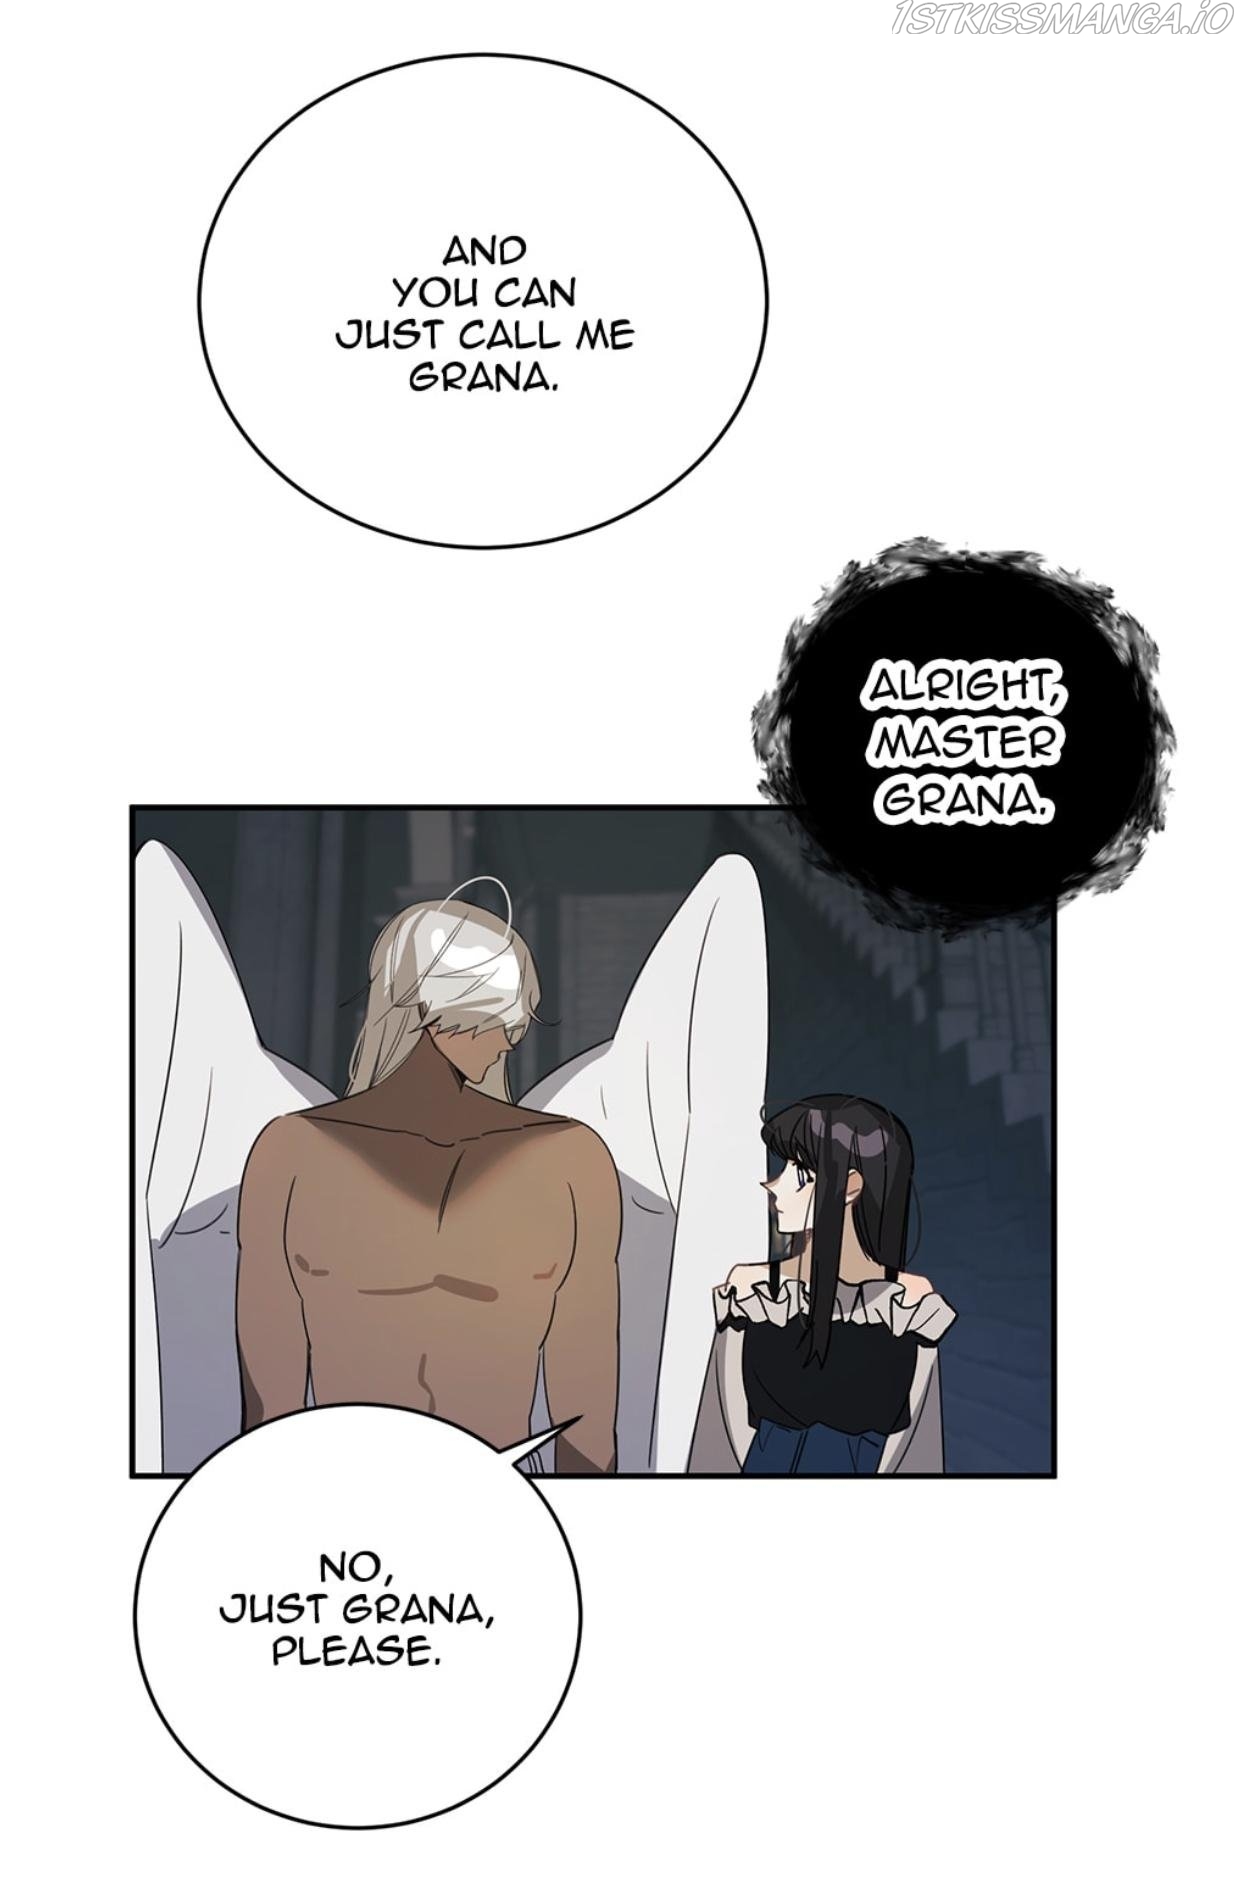 1STKISSMANGA.IO
AND
YOU CAN
JUST CALL ME
GRANA.
ALRIGHT,
MASTER
GRANA.
NO,
JUST GRANA,
PLEASE.